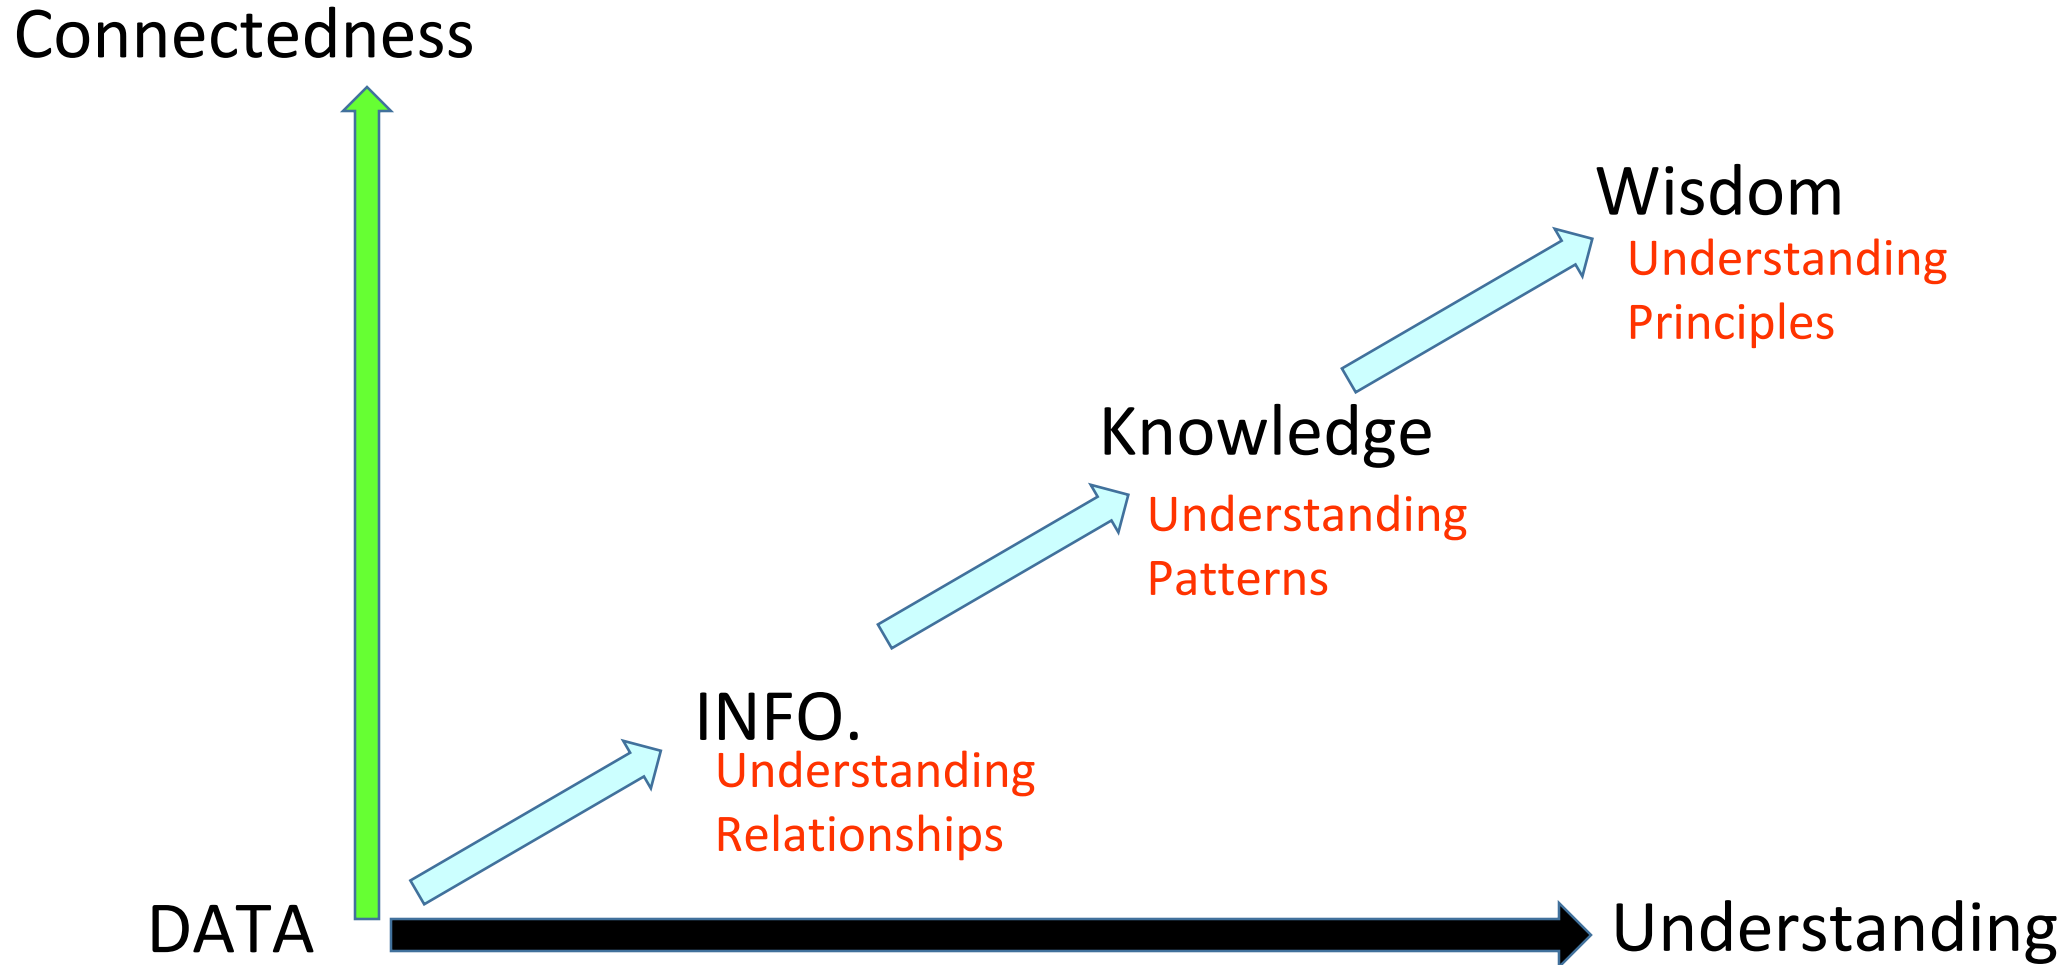 Connectedness
Wisdom
Understanding
Principles
Knowledge
Understanding
Patterns
INFO.
Understanding
Relationships
DATA
Understanding